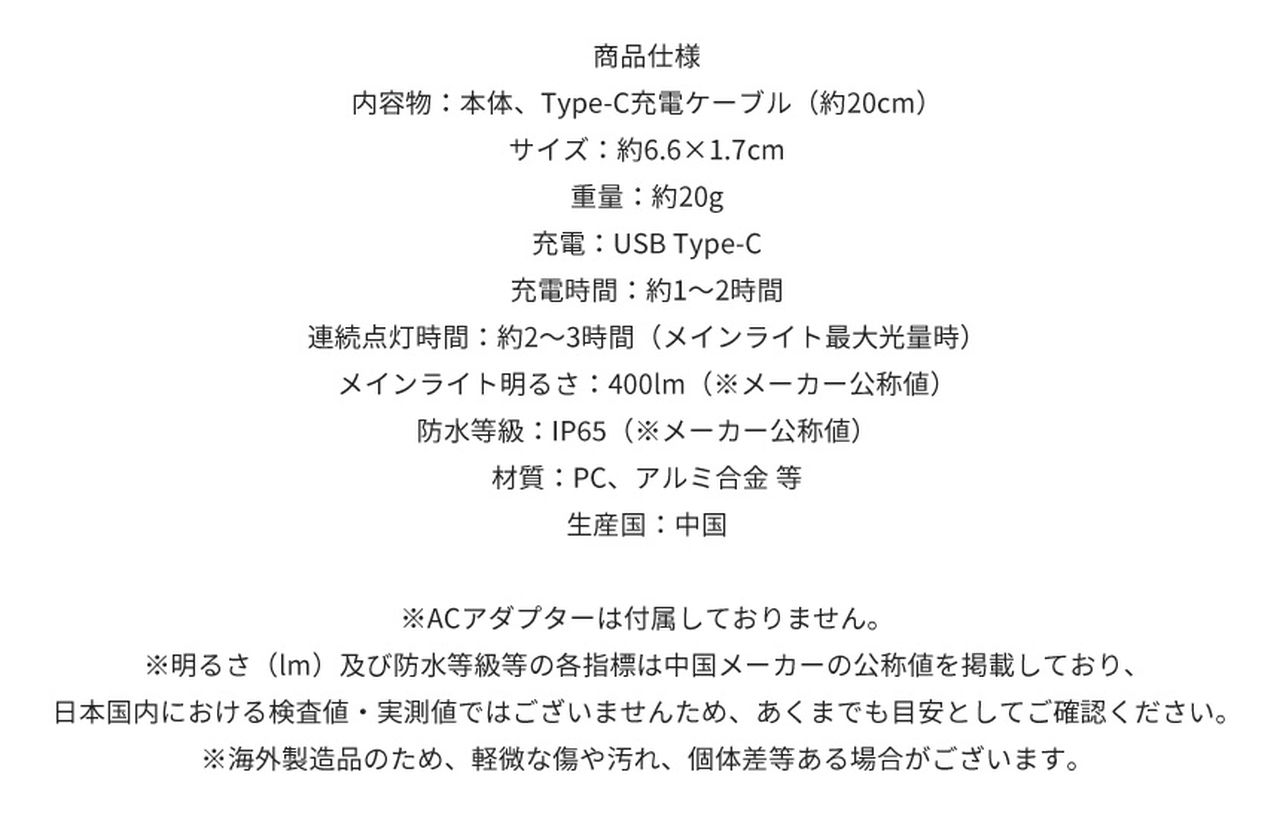 商品仕様
内容物：本体、Type-C充電ケーブル（約20cm）
サイズ：約6.6×1.7cm
重量：約20g
充電：USB Type-C
充電時間：約1～2時間
連続点灯時間：約2～3時間（メインライト最大光量時）
メインライト明るさ：400lm（※メーカー公称値）
防水等級：IP65（※メーカー公称値）
材質：PC、アルミ合金 等
生産国：中国
※ACアダプターは付属しておりません。
※明るさ（lm）及び防水等級等の各指標は中国メーカーの公称値を掲載しており、
日本国内における検査値・実測値ではございませんため、あくまでも目安としてご確認ください。
※海外製造品のため、軽微な傷や汚れ、個体差等ある場合がございます。